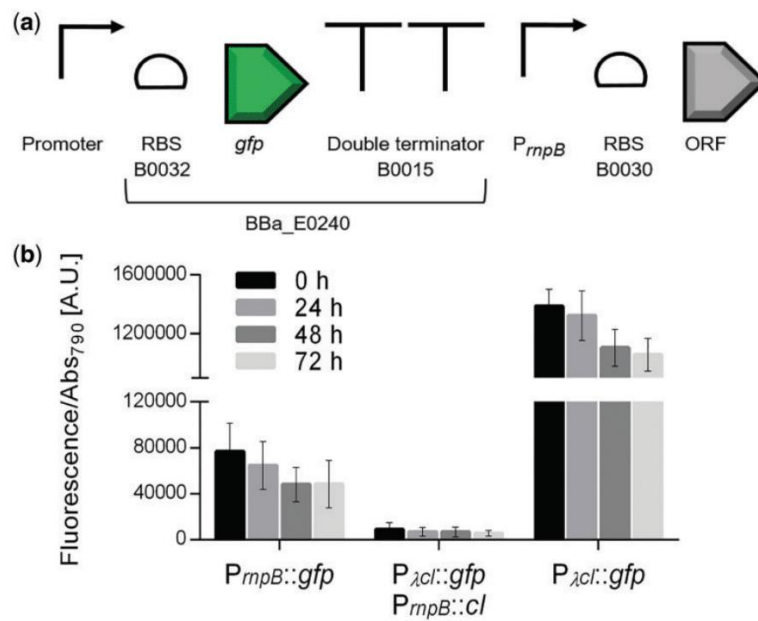 (a)
Promoter RBS gfp Double terminator PrnpB RBS ORF
B0032 B0015 B0030
BBa_E0240
(b)
1600000
1200000
120000
80000
40000
0
Fluorescence/Abs790 [A.U.]
0 h
24 h
48 h
72 h
PrnpB::gfp PλcI::gfp PλcI::gfp
PrnpB::cI